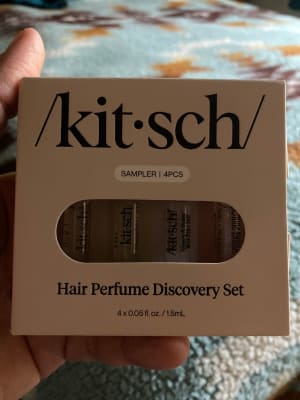 /kit·sch/
SAMPLER | 4PCS
/kit·sch/
Hair Perfume Discovery Set
4 x 0.05 fl. oz. / 1.5mL